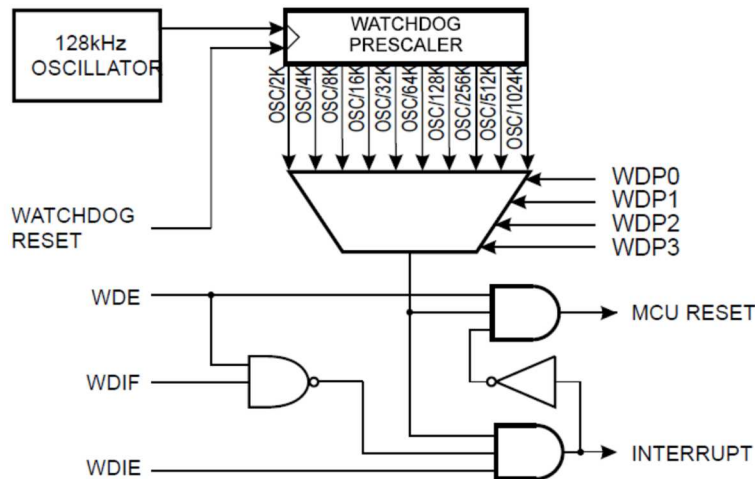 128kHz
OSCILLATOR
WATCHDOG
PRESCALER
OSC/2K
OSC/4K
OSC/8K
OSC/16K
OSC/32K
OSC/64K
OSC/128K
OSC/256K
OSC/512K
OSC/1024K
WATCHDOG
RESET
WDP0
WDP1
WDP2
WDP3
WDE
MCU RESET
WDIF
WDIE
INTERRUPT